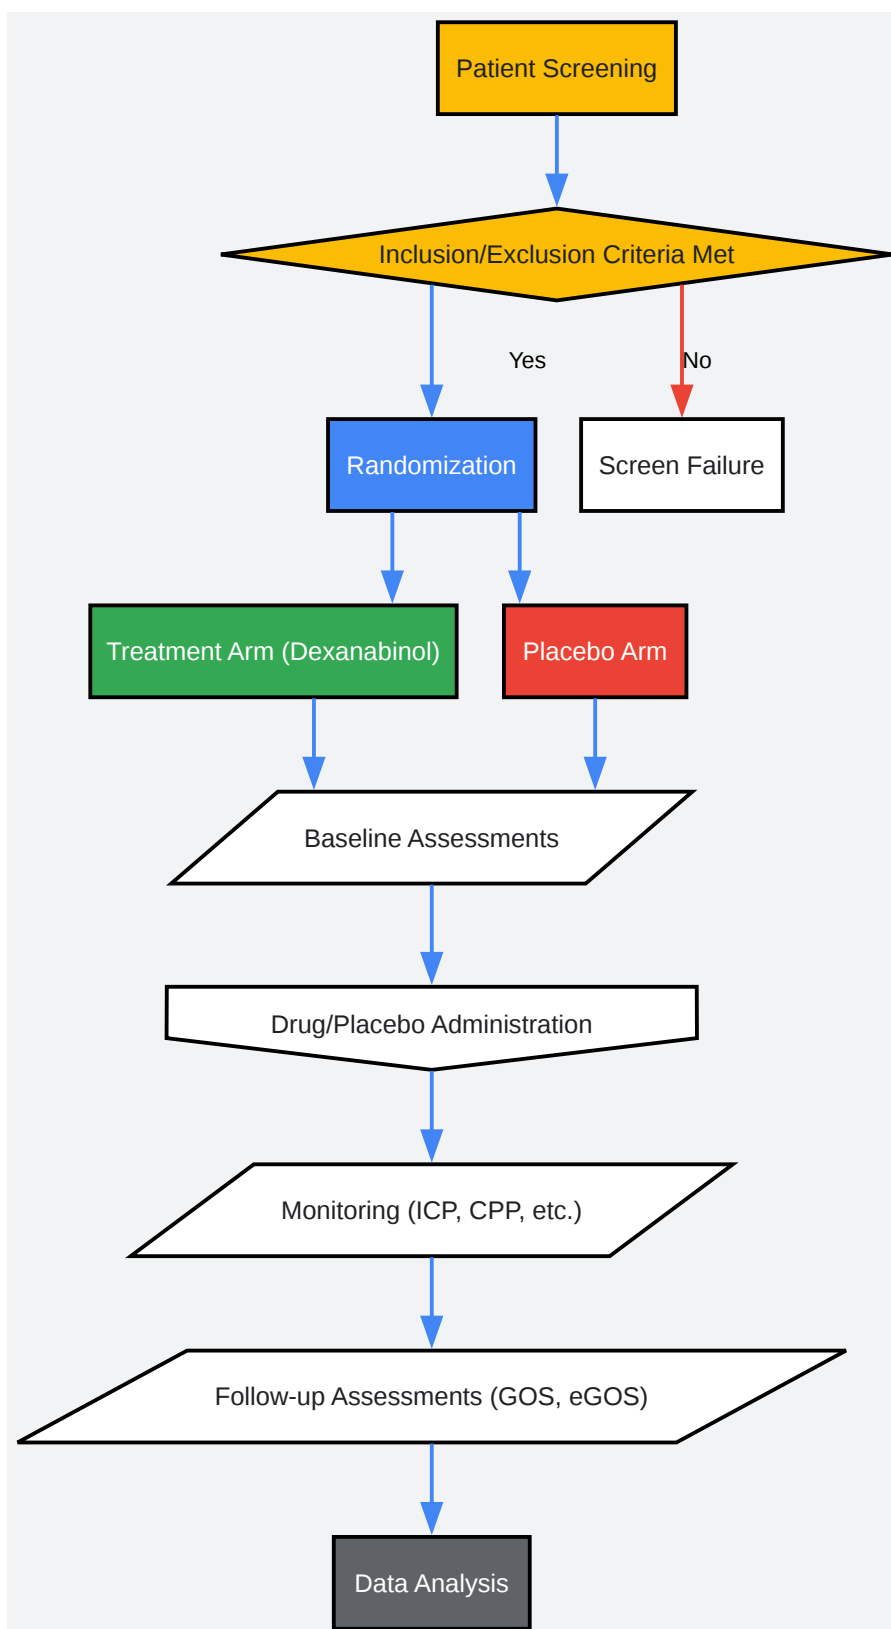 Patient Screening
Inclusion/Exclusion Criteria Met
Yes
No
Randomization
Screen Failure
Treatment Arm (Dexanabinol)
Placebo Arm
Baseline Assessments
Drug/Placebo Administration
Monitoring (ICP, CPP, etc.)
Follow-up Assessments (GOS, eGOS)
Data Analysis